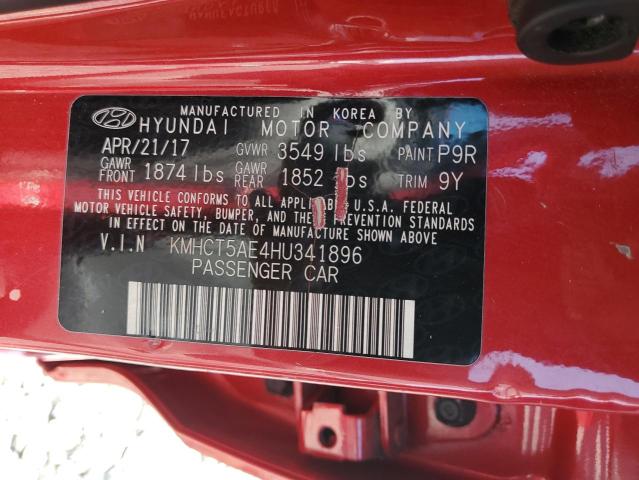 MANUFACTURED IN KOREA BY
HYUNDAI MOTOR COMPANY
APR/21/17 GVWR 3549 lbs PAINT P9R
GAWR FRONT 1874 lbs GAWR REAR 1852 lbs TRIM 9Y
THIS VEHICLE CONFORMS TO ALL APPLICABLE U.S.A. FEDERAL
MOTOR VEHICLE SAFETY, BUMPER, AND THEFT PREVENTION STANDARDS
IN EFFECT ON THE DATE OF MANUFACTURE SHOWN ABOVE.
V.I.N KMHCT5AE4HU341896
PASSENGER CAR